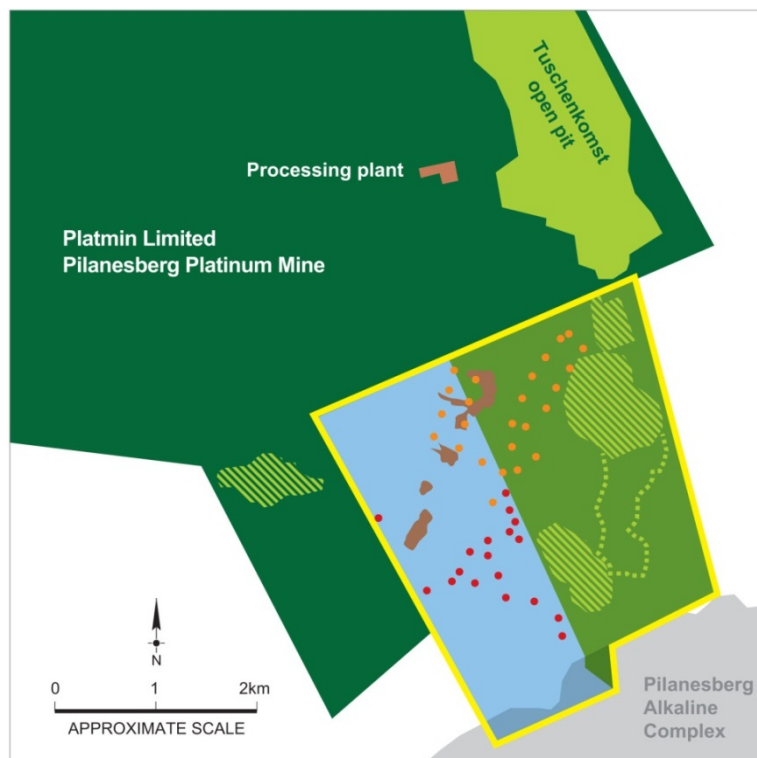 Tuschenkomst
open pit
Processing plant
Platmin Limited
Pilanesberg Platinum Mine
N
0 1 2km
APPROXIMATE SCALE
Pilanesberg
Alkaline
Complex